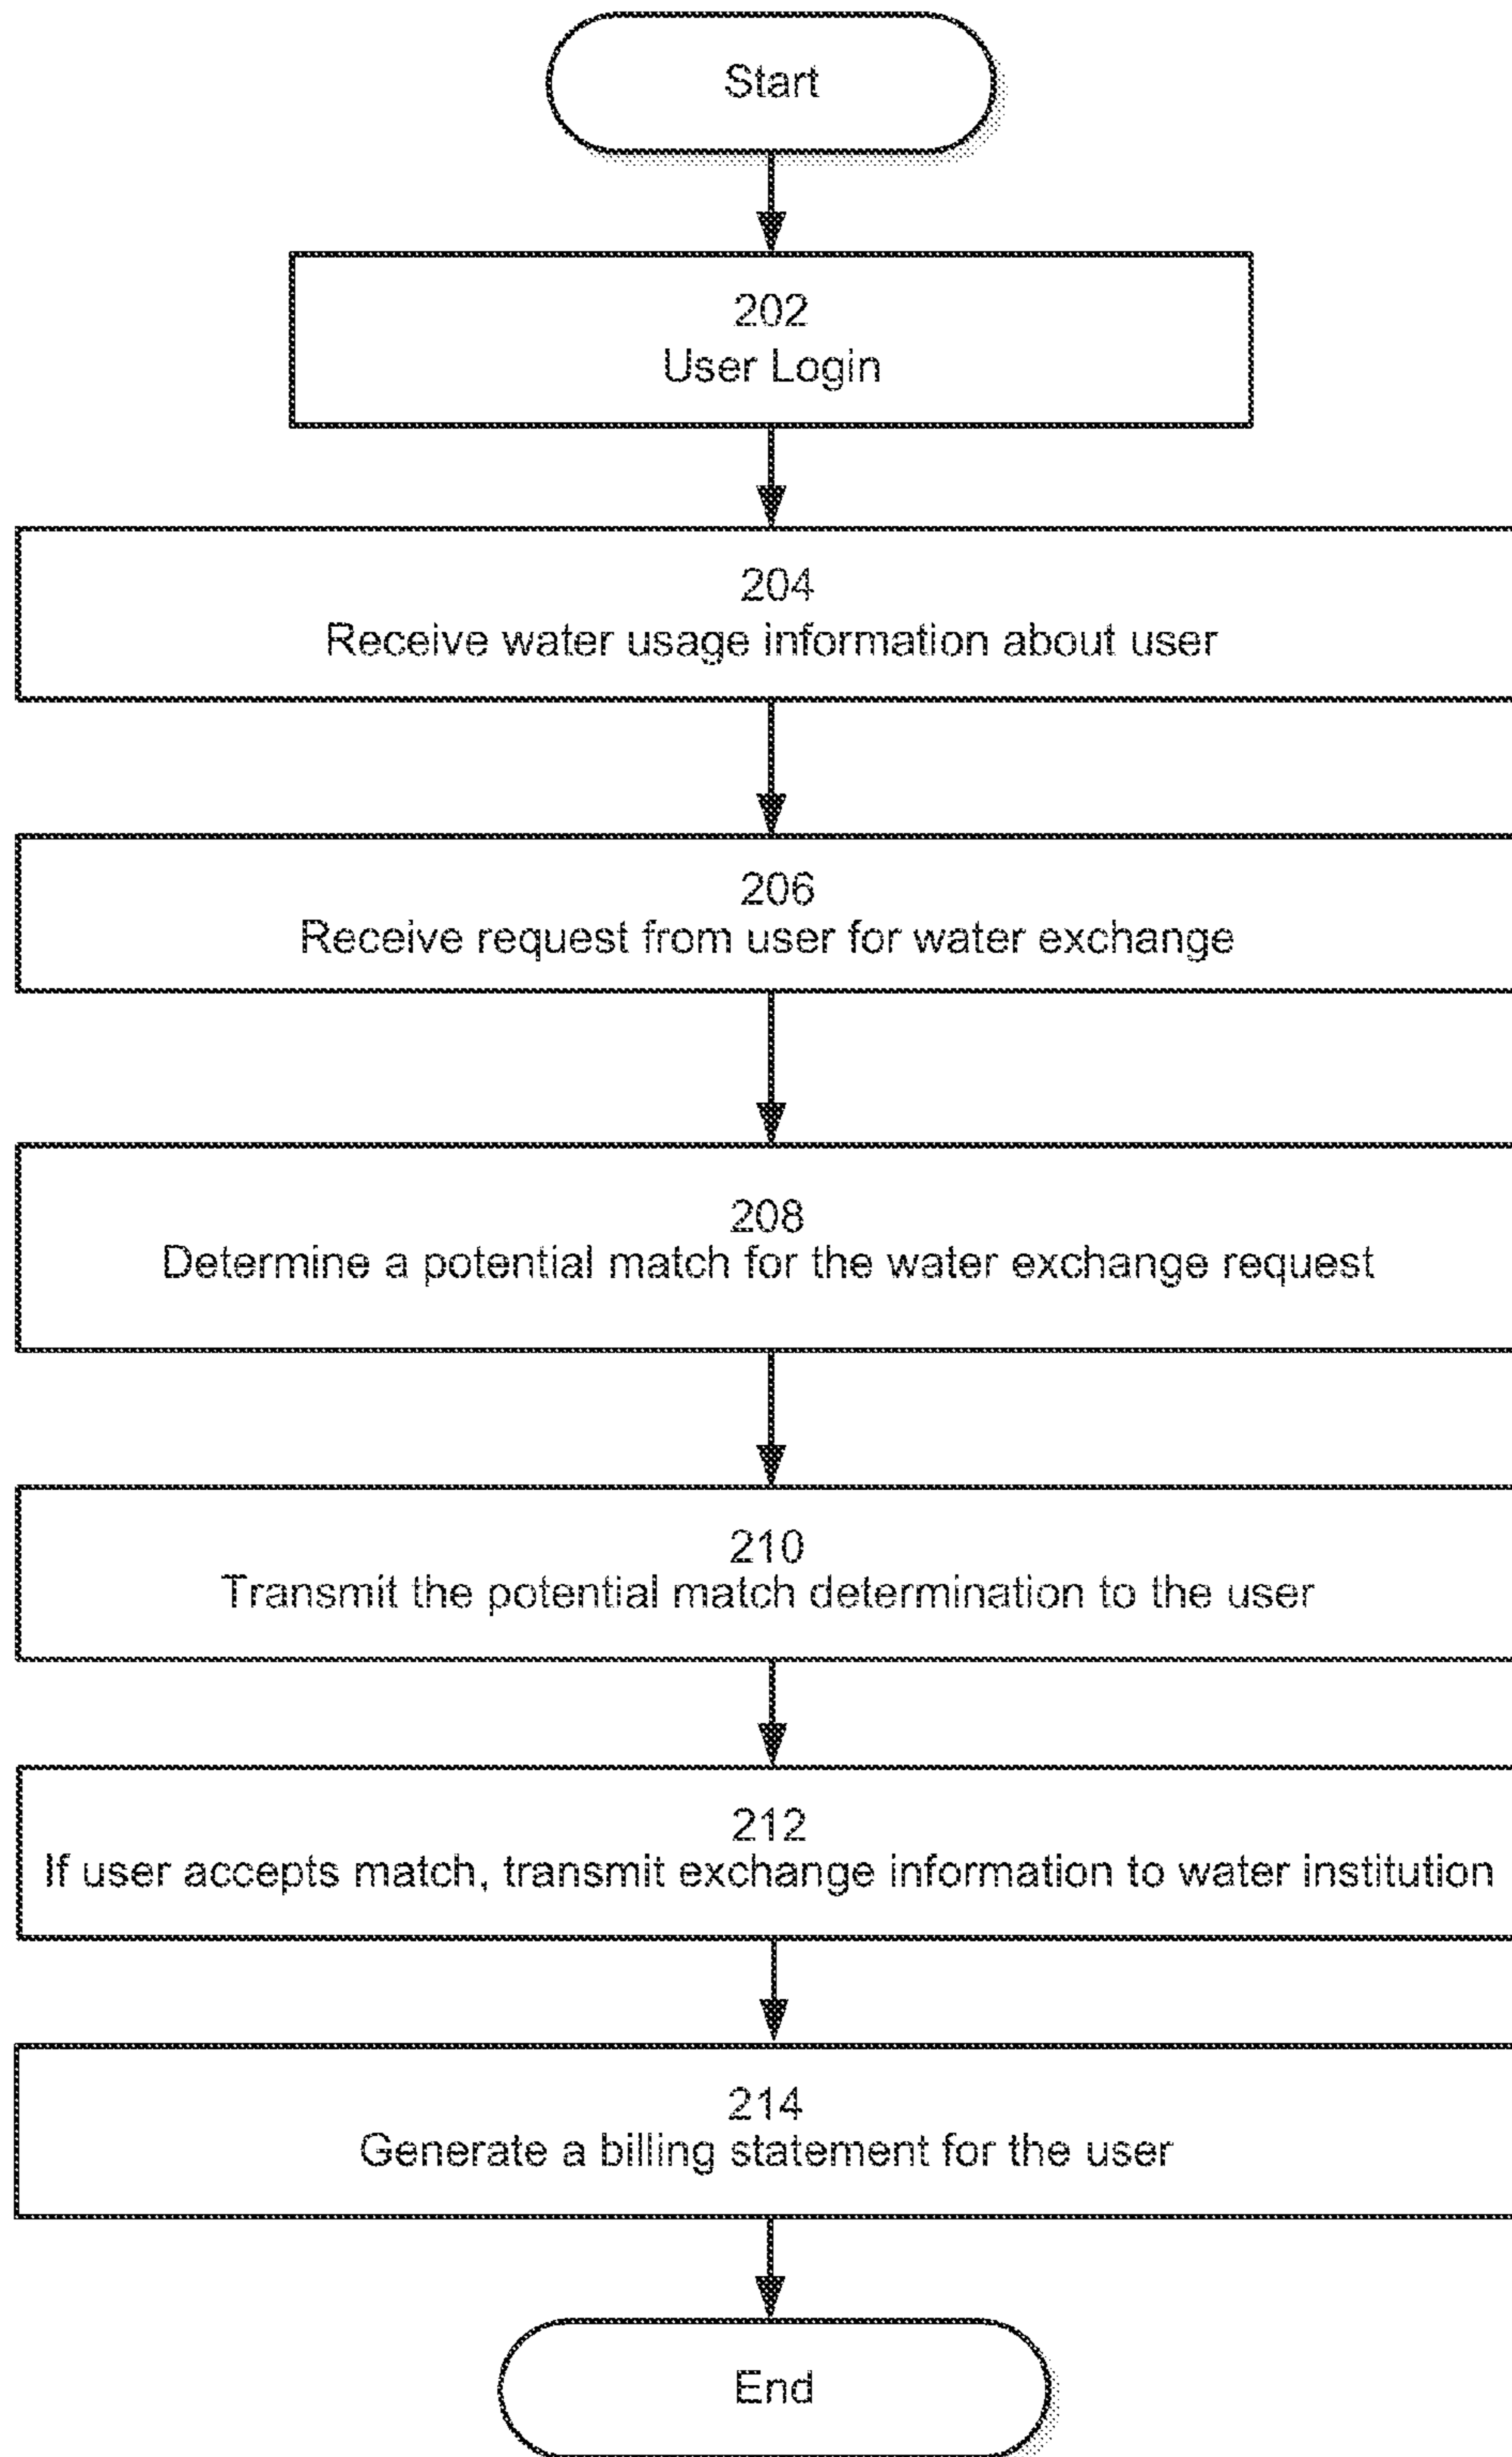 Start
202
User Login
204
Receive water usage information about user
206
Receive request from user for water exchange
208
Determine a potential match for the water exchange request
210
Transmit the potential match determination to the user
212
If user accepts match, transmit exchange information to water institution
214
Generate a billing statement for the user
End